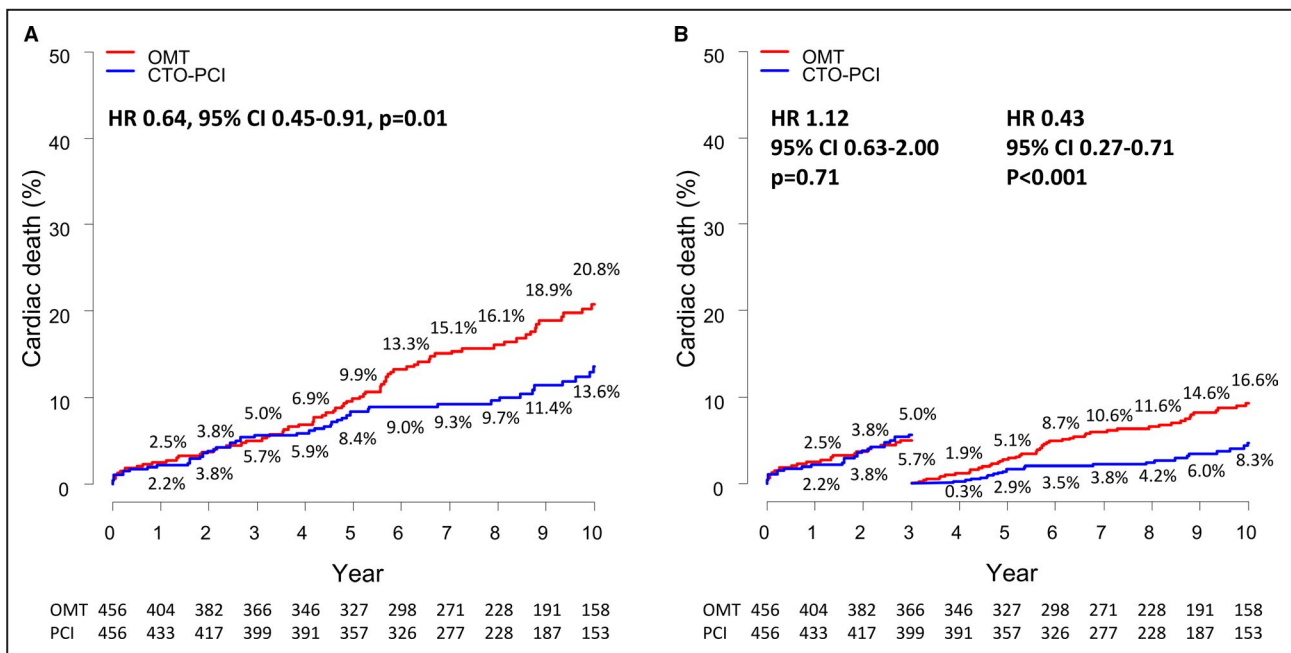 A
50
40
30
20
10
0
Cardiac death (%)
OMT
CTO-PCI
HR 0.64, 95% CI 0.45-0.91, p=0.01
2.5%
3.8%
5.0%
6.9%
9.9%
13.3%
15.1%
16.1%
18.9%
20.8%
2.2%
3.8%
5.7%
5.9%
8.4%
9.0%
9.3%
9.7%
11.4%
13.6%
0 1 2 3 4 5 6 7 8 9 10
Year
OMT 456 404 382 366 346 327 298 271 228 191 158
PCI 456 433 417 399 391 357 326 277 228 187 153
B
50
40
30
20
10
0
Cardiac death (%)
OMT
CTO-PCI
HR 1.12
95% CI 0.63-2.00
p=0.71
HR 0.43
95% CI 0.27-0.71
P<0.001
2.5%
3.8%
5.0%
1.9%
5.1%
8.7%
10.6%
11.6%
14.6%
16.6%
2.2%
3.8%
5.7%
0.3%
2.9%
3.5%
3.8%
4.2%
6.0%
8.3%
0 1 2 3 4 5 6 7 8 9 10
Year
OMT 456 404 382 366 346 327 298 271 228 191 158
PCI 456 433 417 399 391 357 326 277 228 187 153